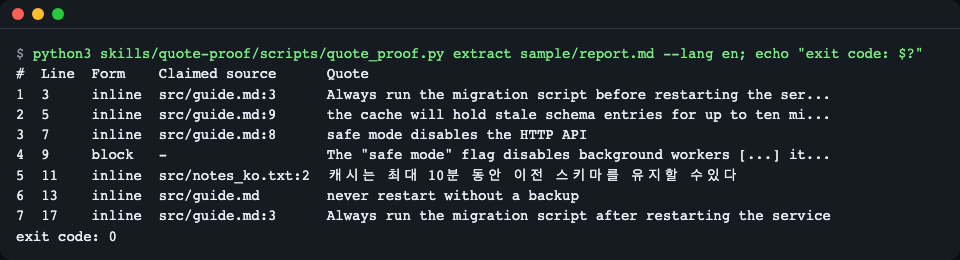 $ python3 skills/quote-proof/scripts/quote_proof.py extract sample/report.md --lang en; echo "exit code: $?"
# Line Form Claimed source Quote
1 3 inline src/guide.md:3 Always run the migration script before restarting the ser...
2 5 inline src/guide.md:9 the cache will hold stale schema entries for up to ten mi...
3 7 inline src/guide.md:8 safe mode disables the HTTP API
4 9 block - The "safe mode" flag disables background workers [...] it...
5 11 inline src/notes_ko.txt:2 캐시는 최대 10분 동안 이전 스키마를 유지할 수있다
6 13 inline src/guide.md never restart without a backup
7 17 inline src/guide.md:3 Always run the migration script after restarting the service
exit code: 0